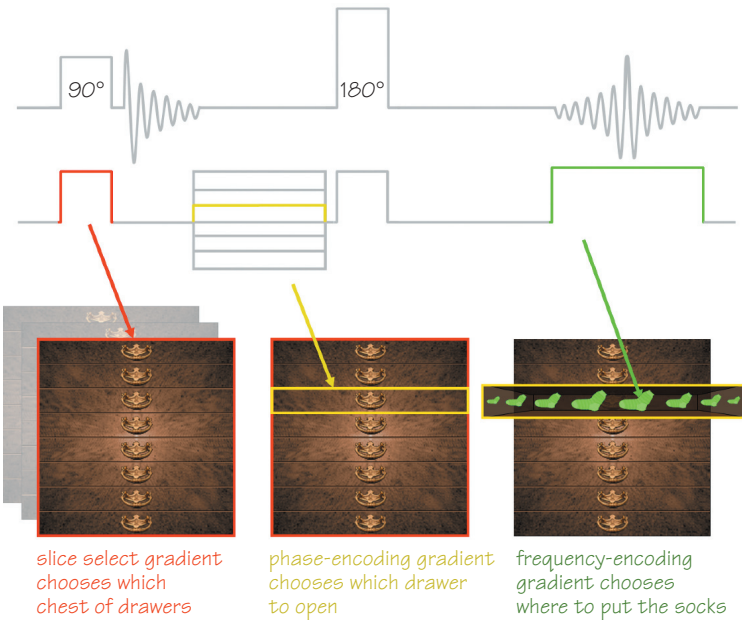 90°
180°
slice select gradient
chooses which
chest of drawers
phase-encoding gradient
chooses which drawer
to open
frequency-encoding
gradient chooses
where to put the socks